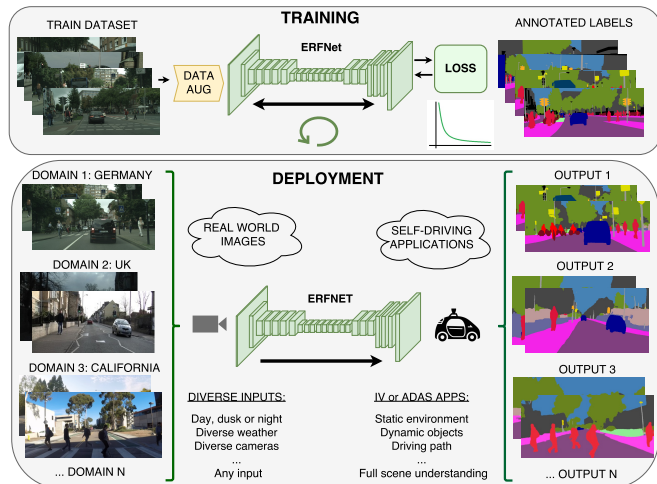 TRAINING
TRAIN DATASET
ERFNet
ANNOTATED LABELS
DATA
AUG
LOSS
DEPLOYMENT
DOMAIN 1: GERMANY
DOMAIN 2: UK
DOMAIN 3: CALIFORNIA
... DOMAIN N
REAL WORLD
IMAGES
SELF-DRIVING
APPLICATIONS
ERFNET
DIVERSE INPUTS:
Day, dusk or night
Diverse weather
Diverse cameras
...
Any input
IV or ADAS APPS:
Static environment
Dynamic objects
Driving path
...
Full scene understanding
OUTPUT 1
OUTPUT 2
OUTPUT 3
... OUTPUT N